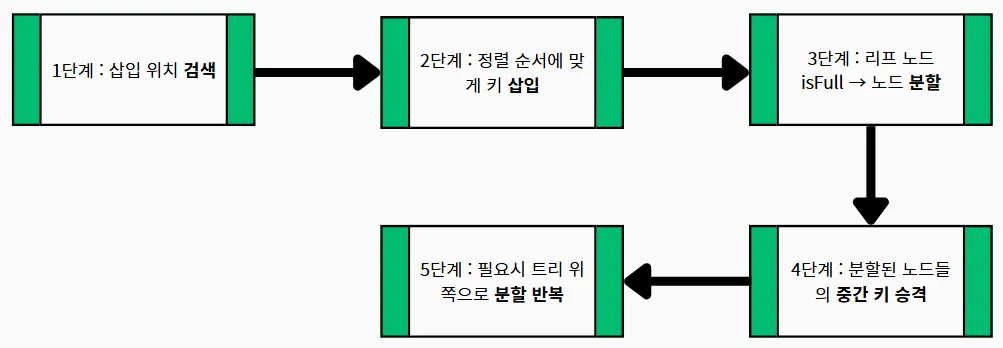 1단계 : 삽입 위치 검색
2단계 : 정렬 순서에 맞
게 키 삽입
3단계 : 리프 노드
isFull → 노드 분할
4단계 : 분할된 노드들
의 중간 키 승격
5단계 : 필요시 트리 위
쪽으로 분할 반복